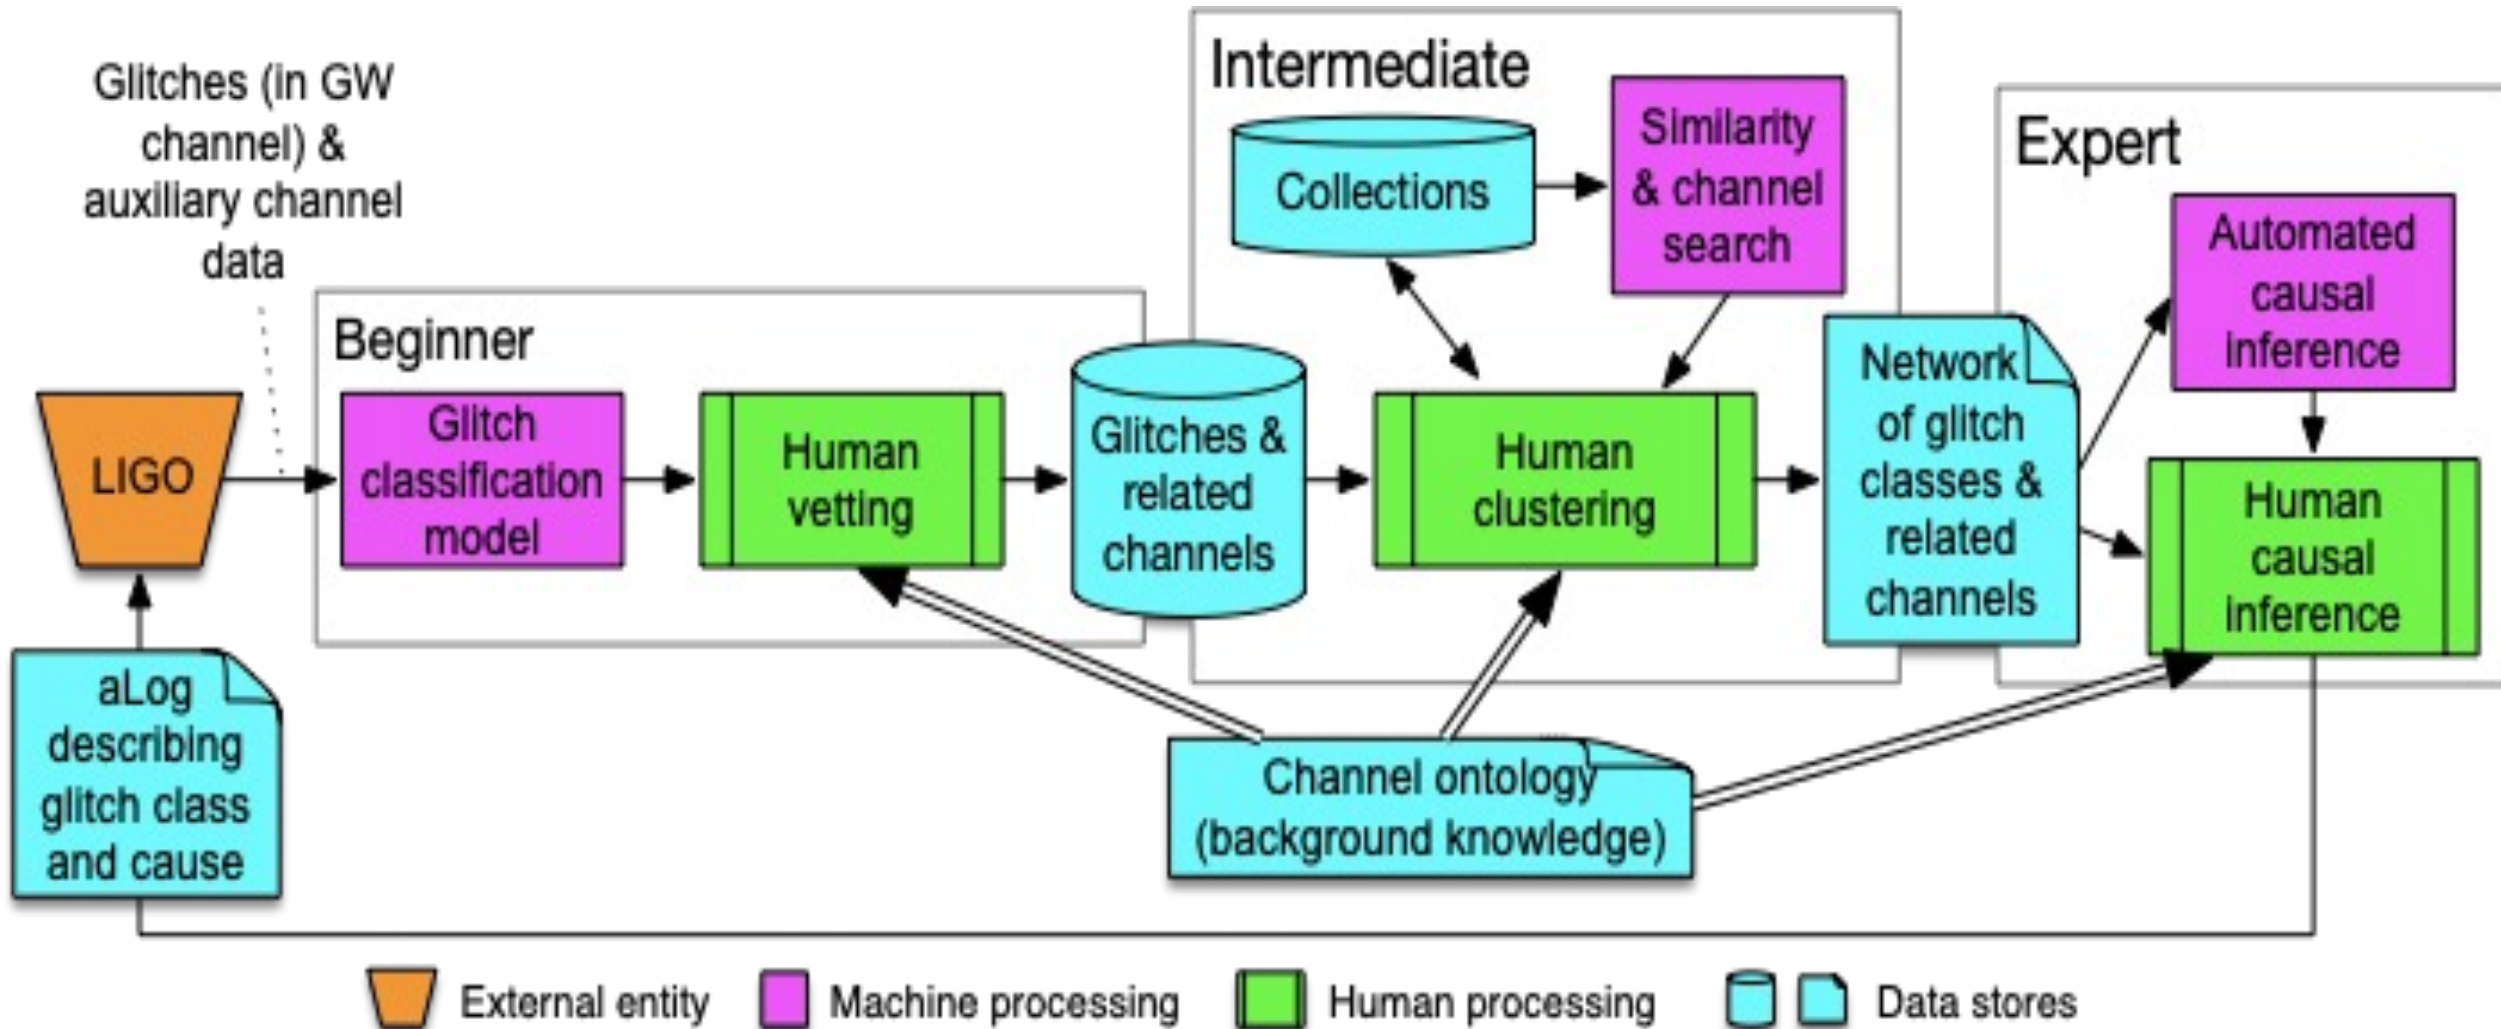 Glitches (in GW
channel) &
auxiliary channel
data
LIGO
aLog
describing
glitch class
and cause
Beginner
Glitch
classification
model
Human
vetting
Glitches &
related
channels
Intermediate
Collections
Similarity
& channel
search
Human
clustering
Network
of glitch
classes &
related
channels
Expert
Automated
causal
inference
Human
causal
inference
Channel ontology
(background knowledge)
External entity
Machine processing
Human processing
Data stores